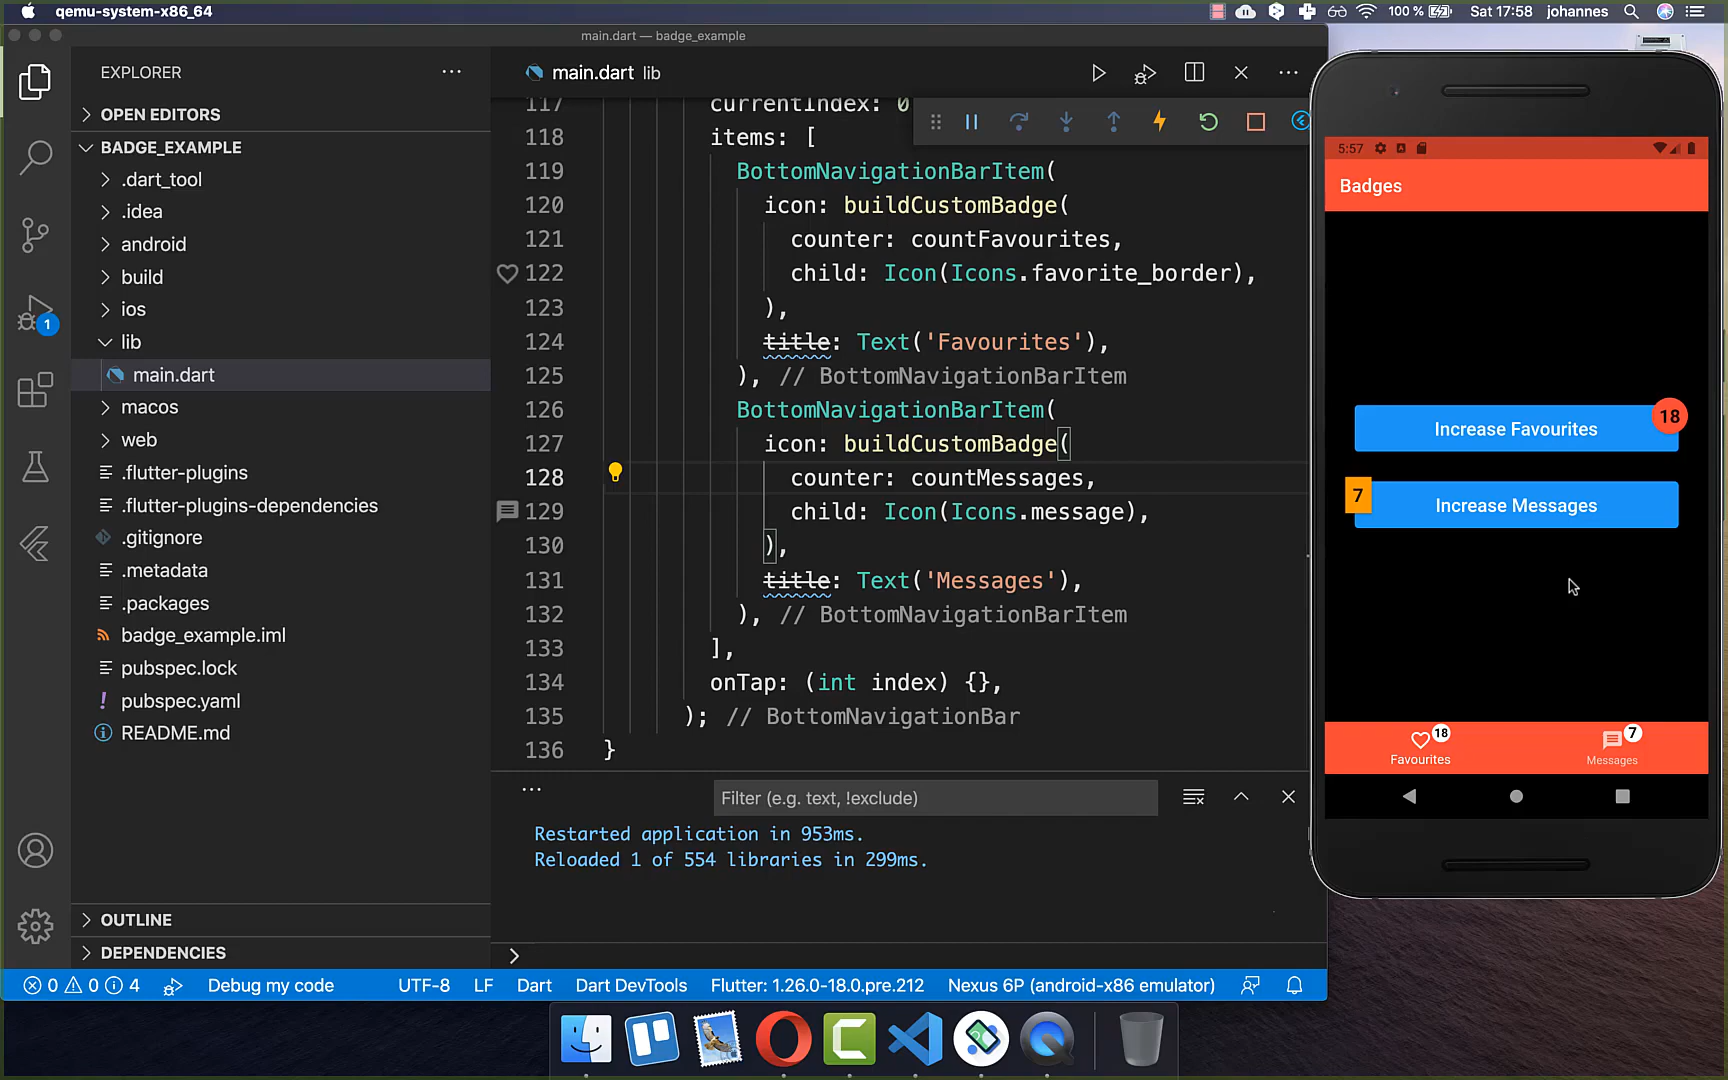 qemu-system-x86_64
100 %
Sat 17:58
johannes
main.dart — badge_example
EXPLORER
OPEN EDITORS
BADGE_EXAMPLE
.dart_tool
.idea
android
build
ios
lib
main.dart
macos
web
.flutter-plugins
.flutter-plugins-dependencies
.gitignore
.metadata
.packages
badge_example.iml
pubspec.lock
pubspec.yaml
README.md
OUTLINE
DEPENDENCIES
1
main.dart lib
117 currentIndex: 0
118 items: [
119 BottomNavigationBarItem(
120 icon: buildCustomBadge(
121 counter: countFavourites,
122 child: Icon(Icons.favorite_border),
123 ),
124 title: Text('Favourites'),
125 ), // BottomNavigationBarItem
126 BottomNavigationBarItem(
127 icon: buildCustomBadge(
128 counter: countMessages,
129 child: Icon(Icons.message),
130 ),
131 title: Text('Messages'),
132 ), // BottomNavigationBarItem
133 ],
134 onTap: (int index) {},
135 ); // BottomNavigationBar
136 }
Filter (e.g. text, !exclude)
Restarted application in 953ms.
Reloaded 1 of 554 libraries in 299ms.
0 0 4 Debug my code UTF-8 LF Dart Dart DevTools Flutter: 1.26.0-18.0.pre.212 Nexus 6P (android-x86 emulator)
5:57
Badges
18
Increase Favourites
7
Increase Messages
18
Favourites
7
Messages